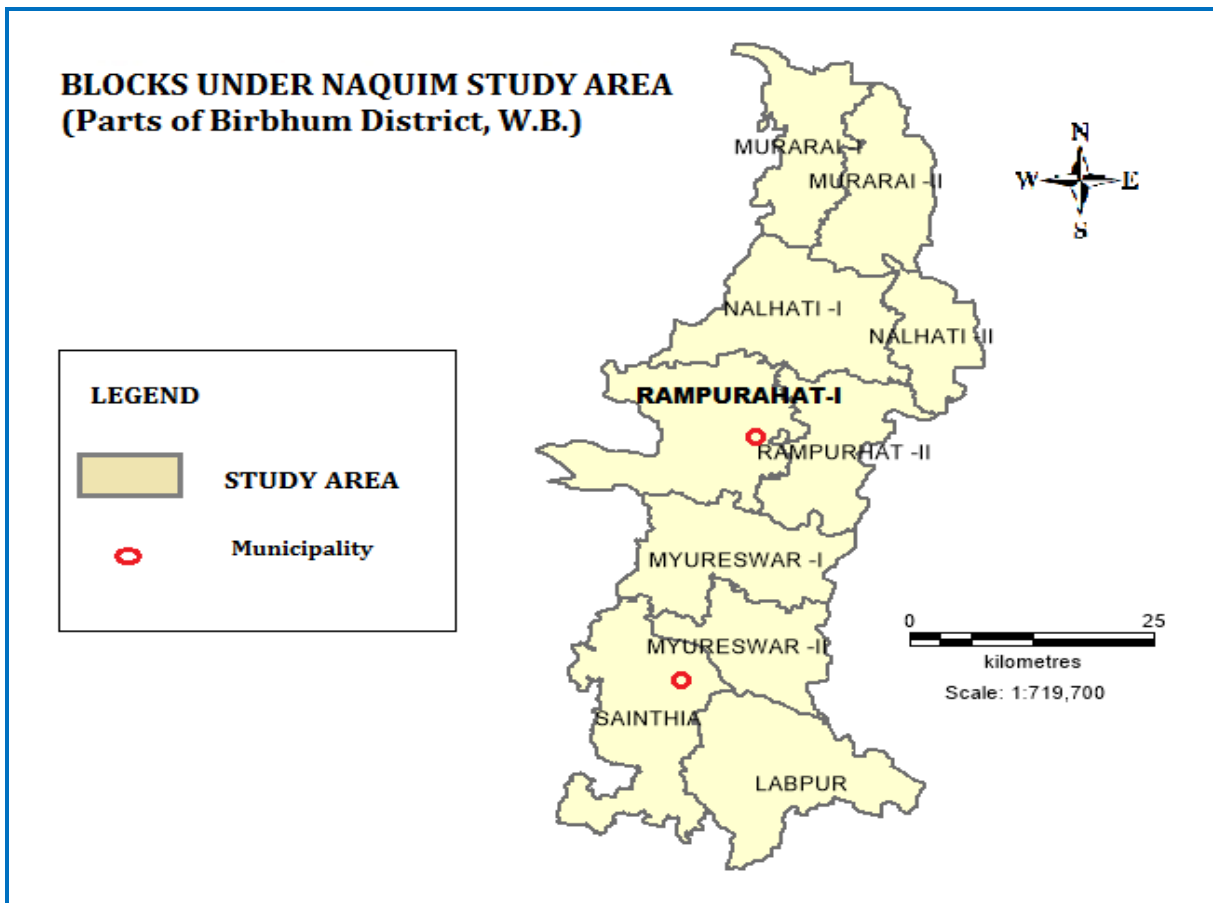 BLOCKS UNDER NAQUIM STUDY AREA
(Parts of Birbhum District, W.B.)
N
W E
S
MURARAI -I
MURARAI -II
NALHATI -I
NALHATI -II
LEGEND
STUDY AREA
Municipality
RAMPURAHAT-I
RAMPURHAT -II
MYURESWAR -I
MYURESWAR -II
SAINTHIA
LABPUR
0 25
kilometres
Scale: 1:719,700